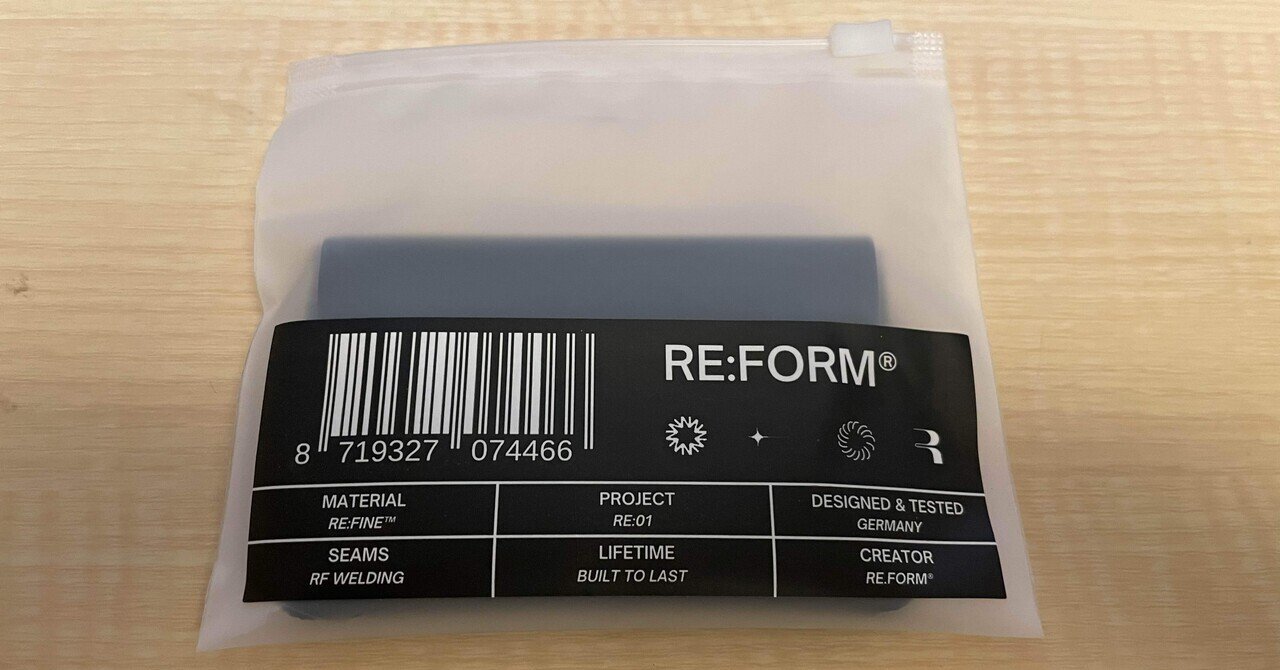 RE:FORM®
8 719327 074466
MATERIAL
RE:FINE™
PROJECT
RE:01
DESIGNED & TESTED
GERMANY
SEAMS
RF WELDING
LIFETIME
BUILT TO LAST
CREATOR
RE.FORM®